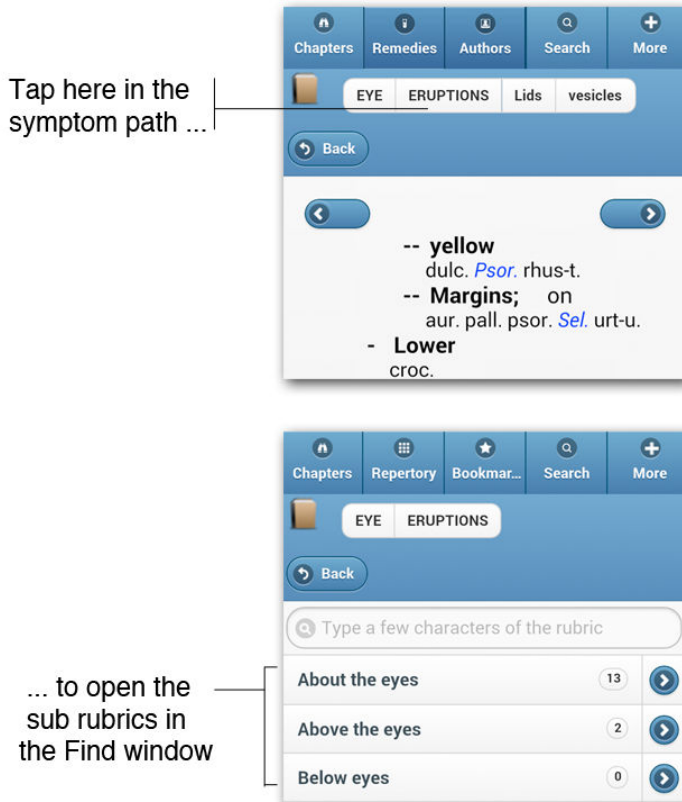 Chapters Remedies Authors Search More
Tap here in the
symptom path ...
EYE ERUPTIONS Lids vesicles
Back
-- yellow
dulc. Psor. rhus-t.
-- Margins; on
aur. pall. psor. Sel. urt-u.
- Lower
croc.
Chapters Repertory Bookmar... Search More
EYE ERUPTIONS
Back
Type a few characters of the rubric
... to open the
sub rubrics in
the Find window
About the eyes 13
Above the eyes 2
Below eyes 0